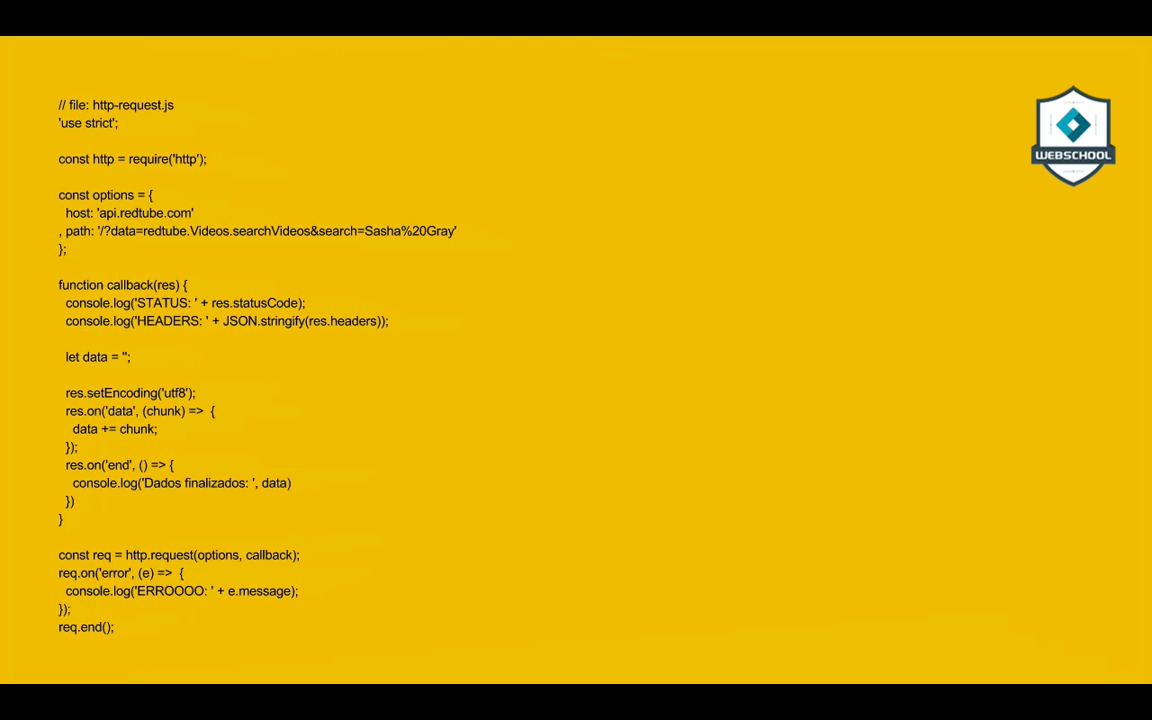 // file: http-request.js
'use strict';
const http = require('http');
const options = {
host: 'api.redtube.com'
, path: '/?data=redtube.Videos.searchVideos&search=Sasha%20Gray'
};
function callback(res) {
console.log('STATUS: ' + res.statusCode);
console.log('HEADERS: ' + JSON.stringify(res.headers));
let data = '';
res.setEncoding('utf8');
res.on('data', (chunk) => {
data += chunk;
});
res.on('end', () => {
console.log('Dados finalizados: ', data)
})
}
const req = http.request(options, callback);
req.on('error', (e) => {
console.log('ERROOOO: ' + e.message);
});
req.end();
WEBSCHOOL